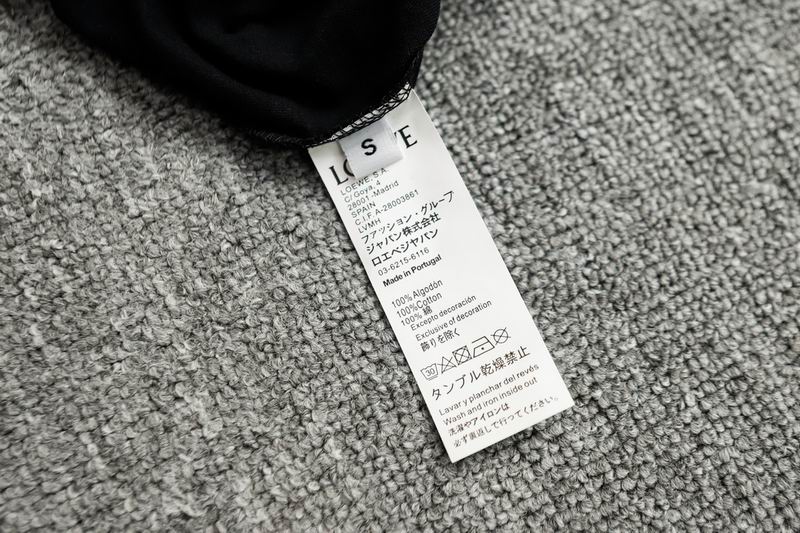 S
LOEWE
LOEWE, S.A.
C/ Goya, 4
28001 -Madrid
SPAIN
C.I.F. A-28003861
LVMH
ファッション・グループ
ジャパン株式会社
ロエベジャパン
03-6215-6116
Made in Portugal
100% Algodón
100%Cotton
100% 綿
Excepto decoración
Exclusive of decoration
飾りを除く
30
タンブル乾燥禁止
Lavar y planchar del revés
Wash and iron inside out
洗濯やアイロンは
必ず裏返しで行ってください。